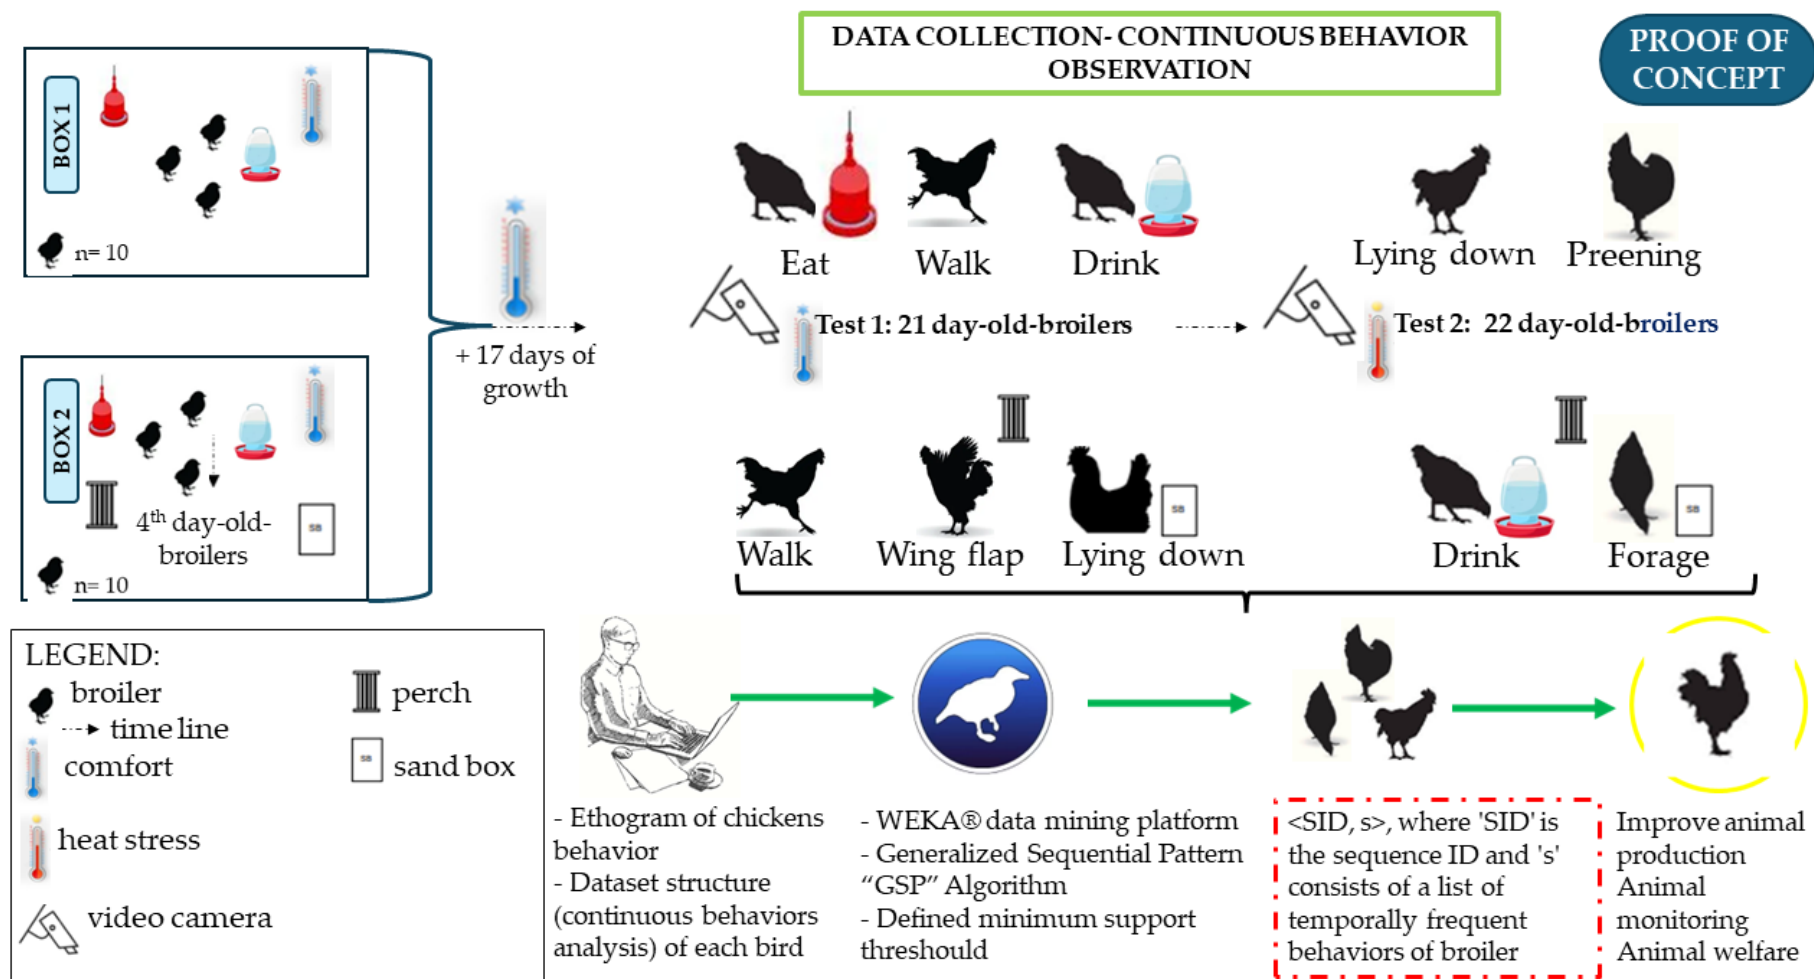 DATA COLLECTION- CONTINUOUS BEHAVIOR
OBSERVATION
PROOF OF
CONCEPT
BOX 1
n= 10
BOX 2
4th day-old-
broilers
SB
n= 10
+ 17 days of
growth
Eat
Walk
Drink
Lying down
Preening
Test 1: 21 day-old-broilers
Test 2: 22 day-old-broilers
Walk
Wing flap
Lying down
SB
Drink
Forage
SB
LEGEND:
broiler
time line
comfort
heat stress
video camera
perch
SB
sand box
- Ethogram of chickens
behavior
- Dataset structure
(continuous behaviors
analysis) of each bird
- WEKA® data mining platform
- Generalized Sequential Pattern
“GSP” Algorithm
- Defined minimum support
threshould
<SID, s>, where 'SID' is
the sequence ID and 's'
consists of a list of
temporally frequent
behaviors of broiler
Improve animal
production
Animal
monitoring
Animal welfare